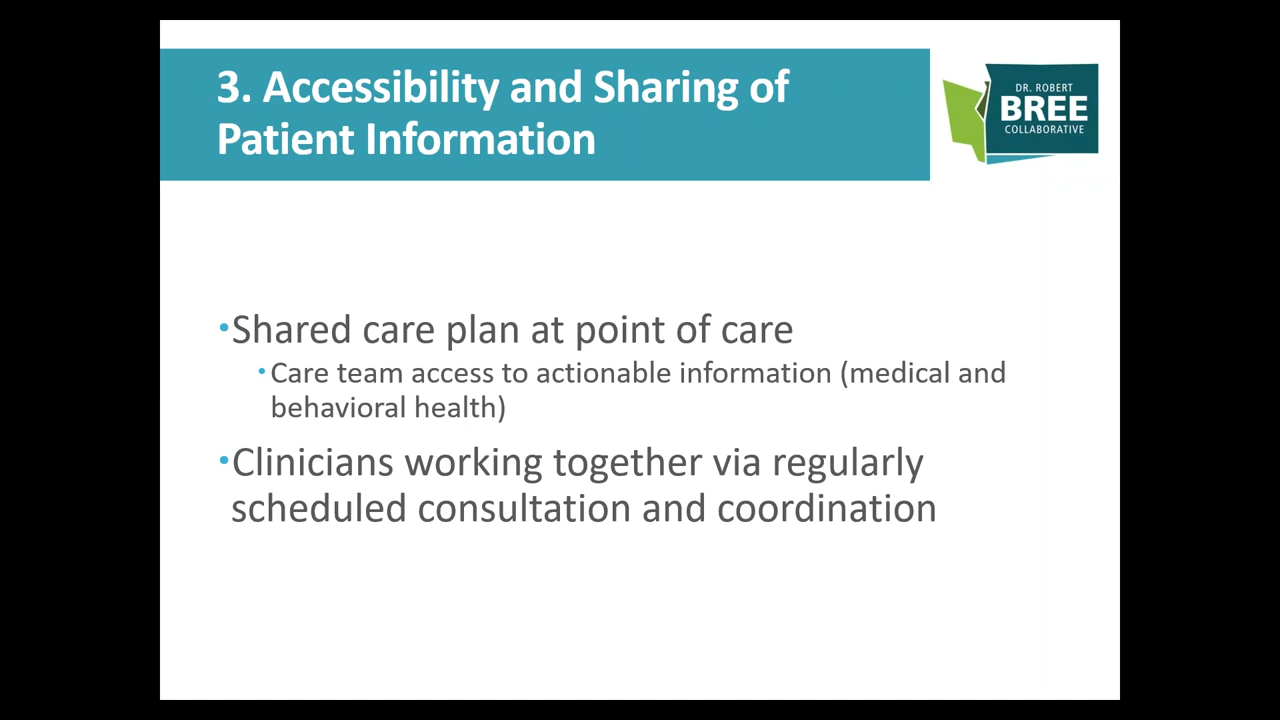 3. Accessibility and Sharing of
Patient Information
DR. ROBERT
BREE
COLLABORATIVE
•Shared care plan at point of care
•Care team access to actionable information (medical and
behavioral health)
•Clinicians working together via regularly
scheduled consultation and coordination